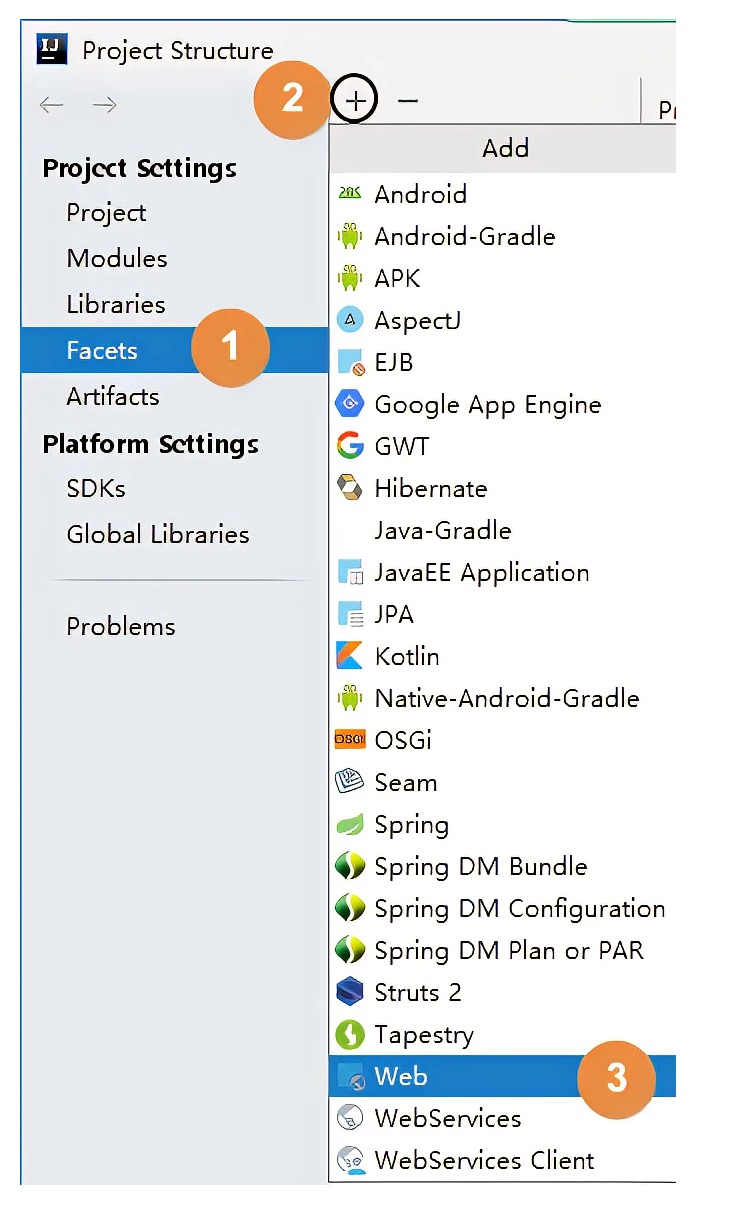 Project Structure
2
+ −
Project Settings
Project
Modules
Libraries
Facets
1
Artifacts
Platform Settings
SDKs
Global Libraries
Problems
Add
Android
Android-Gradle
APK
AspectJ
EJB
Google App Engine
GWT
Hibernate
Java-Gradle
JavaEE Application
JPA
Kotlin
Native-Android-Gradle
OSGi
Seam
Spring
Spring DM Bundle
Spring DM Configuration
Spring DM Plan or PAR
Struts 2
Tapestry
Web
3
WebServices
WebServices Client